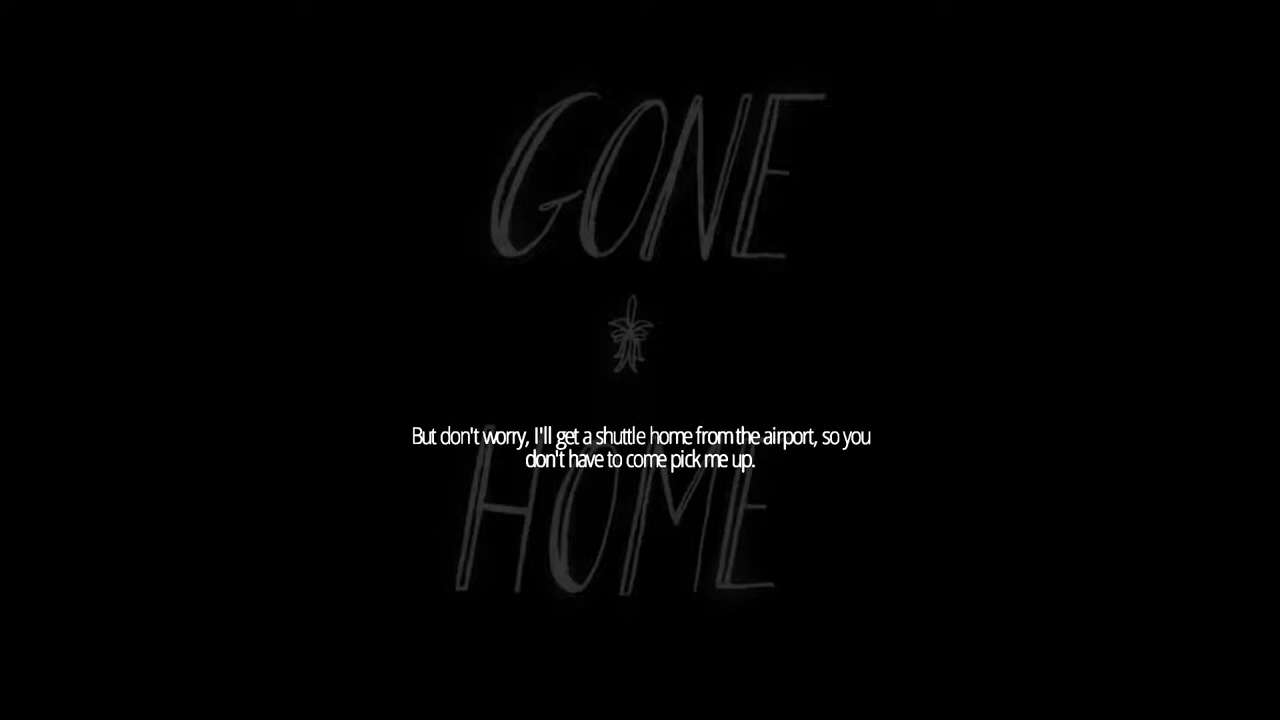 GONE
But don't worry, I'll get a shuttle home from the airport, so you
don't have to come pick me up.
HOME